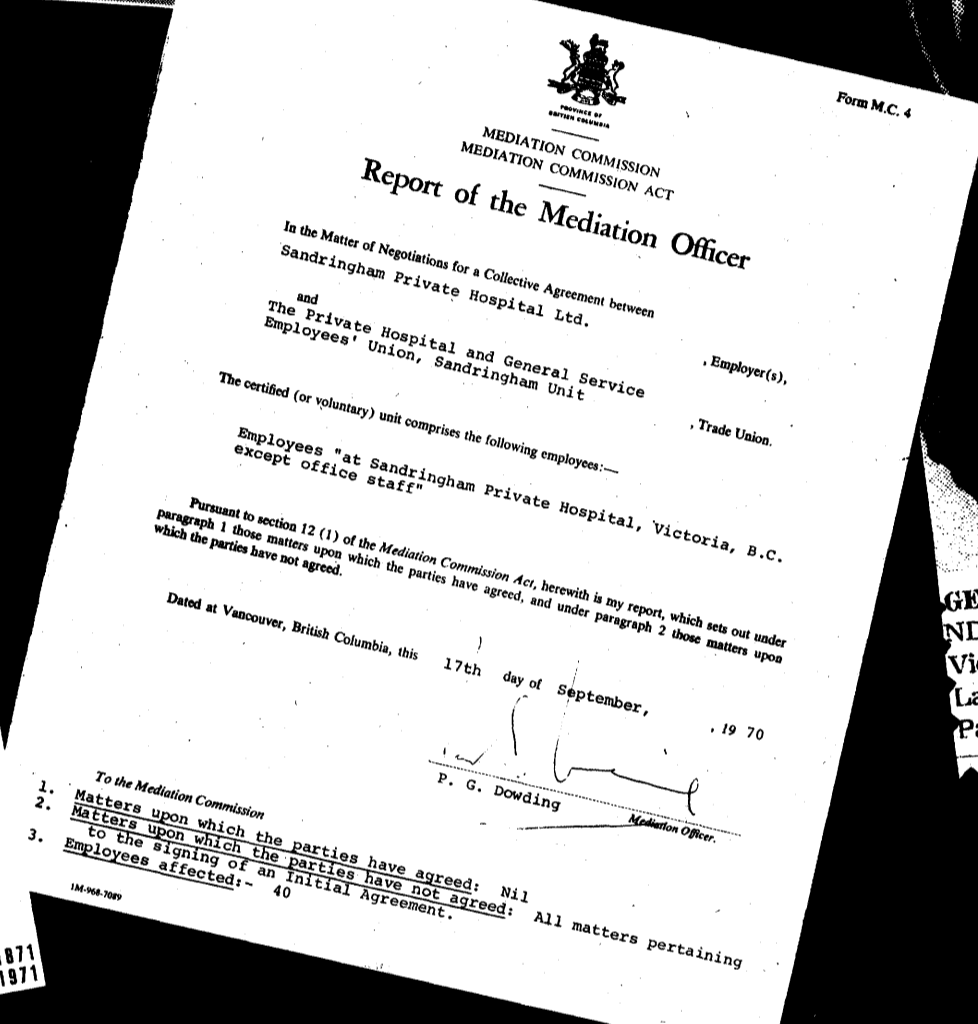 PROVINCE OF
BRITISH COLUMBIA
Form M.C. 4
MEDIATION COMMISSION
MEDIATION COMMISSION ACT
Report of the Mediation Officer
In the Matter of Negotiations for a Collective Agreement between
Sandringham Private Hospital Ltd.
, Employer(s),
and
The Private Hospital and General Service
Employees' Union, Sandringham Unit
, Trade Union.
The certified (or voluntary) unit comprises the following employees:—
Employees "at Sandringham Private Hospital, Victoria, B.C.
except office staff"
Pursuant to section 12 (1) of the Mediation Commission Act, herewith is my report, which sets out under
paragraph 1 those matters upon which the parties have agreed, and under paragraph 2 those matters upon
which the parties have not agreed.
Dated at Vancouver, British Columbia, this 17th day of September, , 19 70
P. G. Dowding
Mediation Officer.
To the Mediation Commission
1. Matters upon which the parties have agreed: Nil
2. Matters upon which the parties have not agreed: All matters pertaining
to the signing of an Initial Agreement.
3. Employees affected:- 40
1M-968-7089
1871
1971
GE
ND
Vi
La
Pa